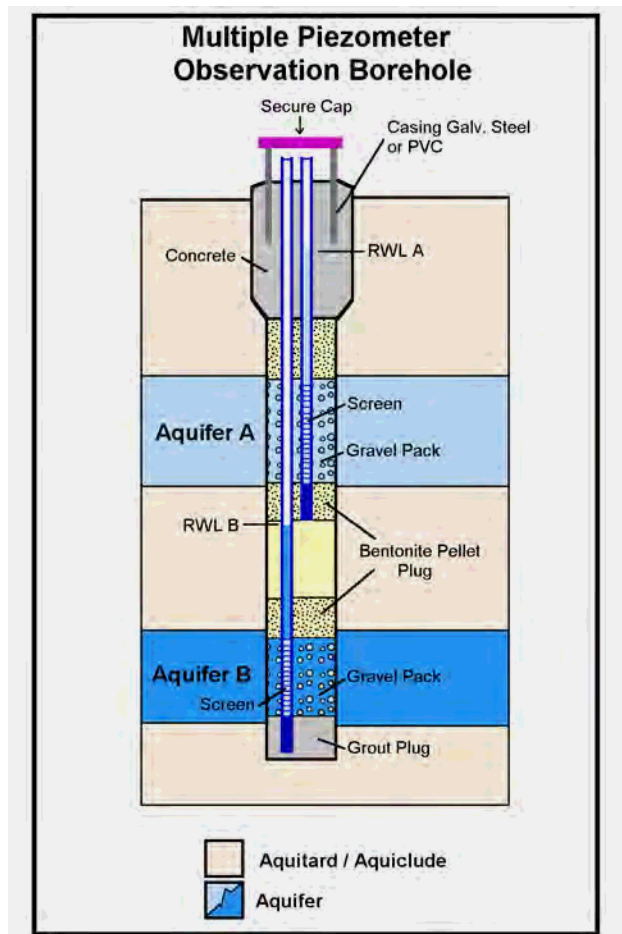 Multiple Piezometer
Observation Borehole
Secure Cap
Casing Galv. Steel
or PVC
RWL A
Concrete
Screen
Aquifer A
Gravel Pack
RWL B
Bentonite Pellet
Plug
Aquifer B
Gravel Pack
Screen
Grout Plug
Aquitard / Aquiclude
Aquifer